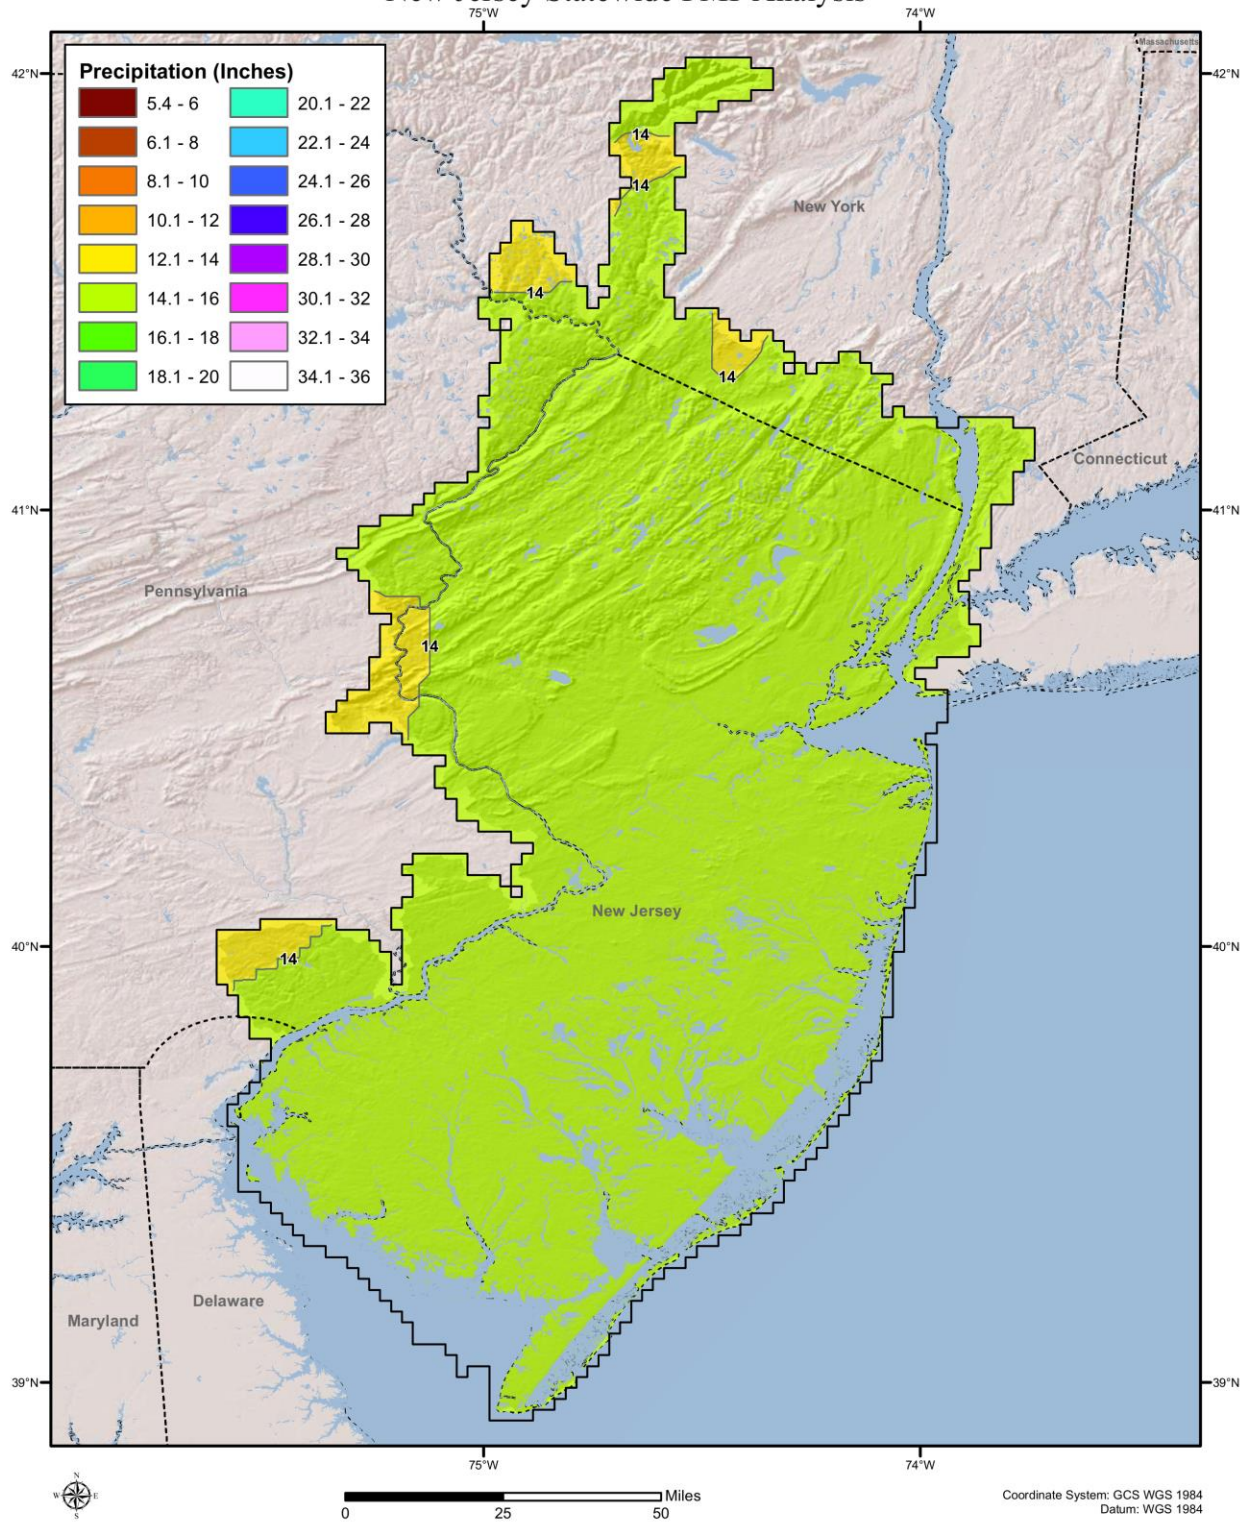 New Jersey Statewide PMP Analysis
75°W
74°W
Massachusetts
42°N
42°N
Precipitation (Inches)
5.4 - 6
20.1 - 22
6.1 - 8
22.1 - 24
8.1 - 10
24.1 - 26
10.1 - 12
26.1 - 28
12.1 - 14
28.1 - 30
14.1 - 16
30.1 - 32
16.1 - 18
32.1 - 34
18.1 - 20
34.1 - 36
14
14
New York
14
14
Connecticut
41°N
41°N
Pennsylvania
14
New Jersey
40°N
40°N
14
Delaware
Maryland
39°N
39°N
75°W
74°W
N
W
E
S
Miles
0
25
50
Coordinate System: GCS WGS 1984
Datum: WGS 1984